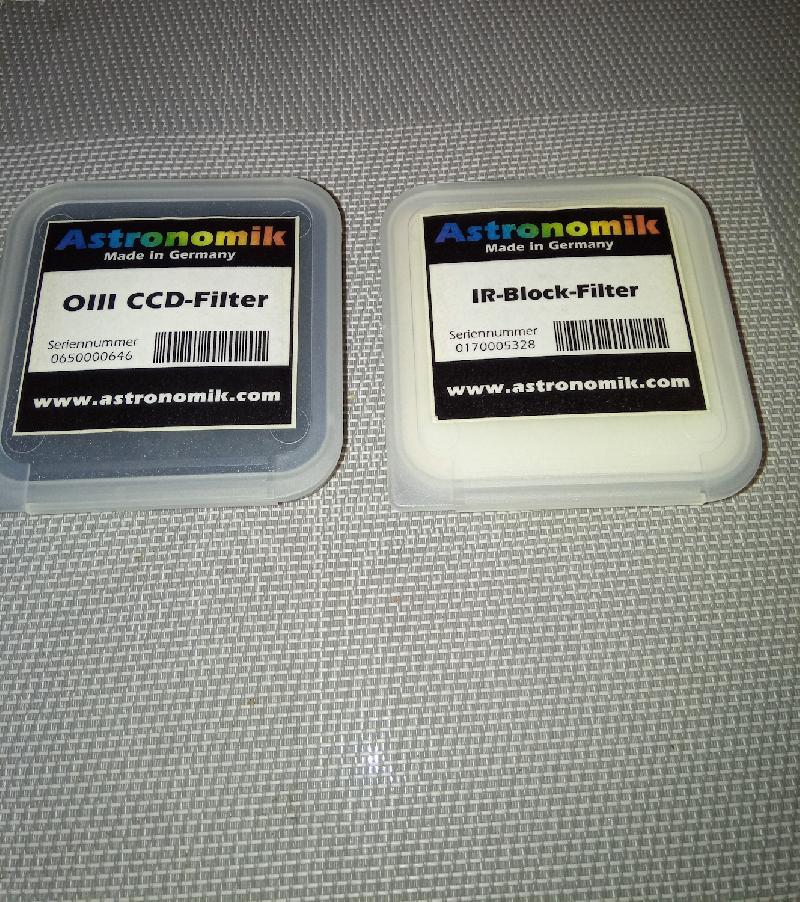 Astronomik
Made in Germany
OIII CCD-Filter
Seriennummer
0650000646
www.astronomik.com
Astronomik
Made in Germany
IR-Block-Filter
Seriennummer
0170005328
www.astronomik.com